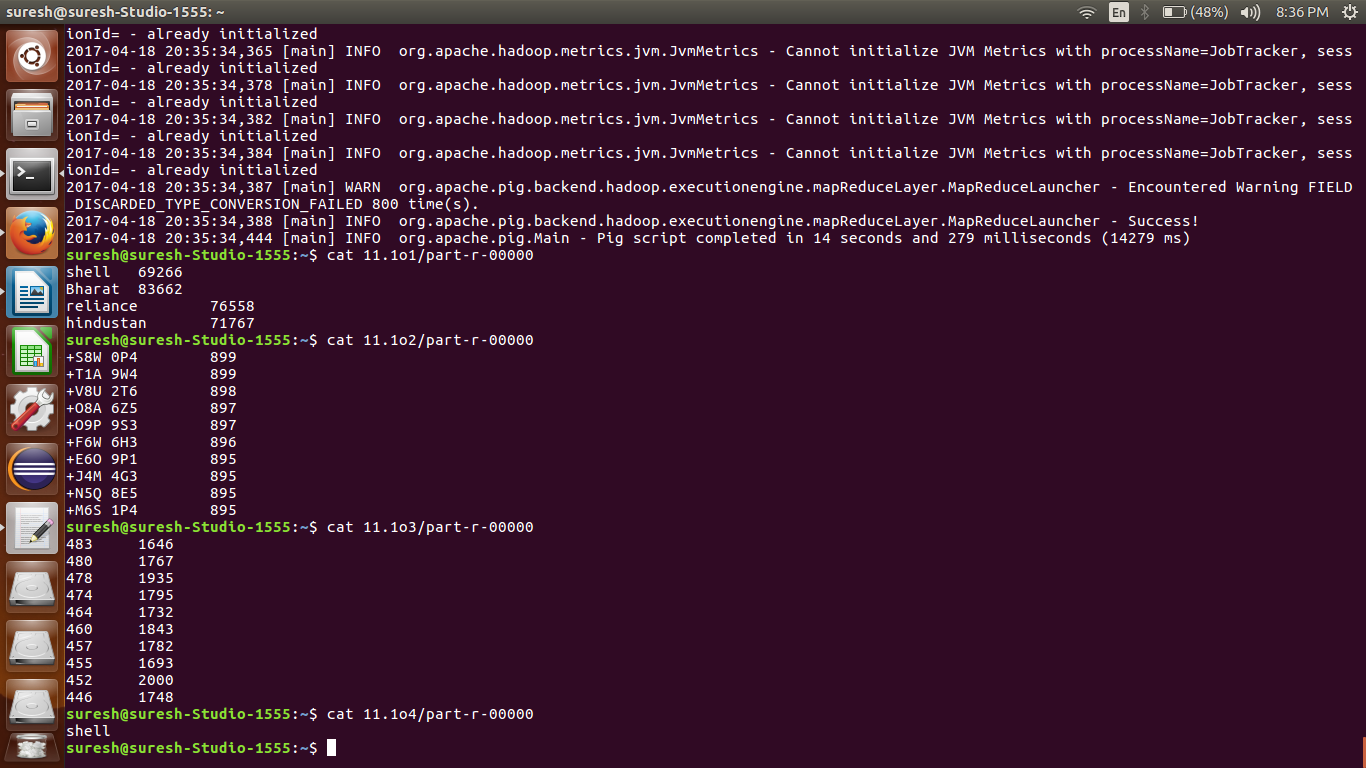 suresh@suresh-Studio-1555: ~ En (48%) 8:36 PM
ionId= - already initialized
2017-04-18 20:35:34,365 [main] INFO  org.apache.hadoop.metrics.jvm.JvmMetrics - Cannot initialize JVM Metrics with processName=JobTracker, sess
ionId= - already initialized
2017-04-18 20:35:34,378 [main] INFO  org.apache.hadoop.metrics.jvm.JvmMetrics - Cannot initialize JVM Metrics with processName=JobTracker, sess
ionId= - already initialized
2017-04-18 20:35:34,382 [main] INFO  org.apache.hadoop.metrics.jvm.JvmMetrics - Cannot initialize JVM Metrics with processName=JobTracker, sess
ionId= - already initialized
2017-04-18 20:35:34,384 [main] INFO  org.apache.hadoop.metrics.jvm.JvmMetrics - Cannot initialize JVM Metrics with processName=JobTracker, sess
ionId= - already initialized
2017-04-18 20:35:34,387 [main] WARN  org.apache.pig.backend.hadoop.executionengine.mapReduceLayer.MapReduceLauncher - Encountered Warning FIELD
_DISCARDED_TYPE_CONVERSION_FAILED 800 time(s).
2017-04-18 20:35:34,388 [main] INFO  org.apache.pig.backend.hadoop.executionengine.mapReduceLayer.MapReduceLauncher - Success!
2017-04-18 20:35:34,444 [main] INFO  org.apache.pig.Main - Pig script completed in 14 seconds and 279 milliseconds (14279 ms)
suresh@suresh-Studio-1555:~$ cat 11.1o1/part-r-00000
shell	69266
Bharat	83662
reliance	76558
hindustan	71767
suresh@suresh-Studio-1555:~$ cat 11.1o2/part-r-00000
+S8W 0P4	899
+T1A 9W4	899
+V8U 2T6	898
+O8A 6Z5	897
+O9P 9S3	897
+F6W 6H3	896
+E6O 9P1	895
+J4M 4G3	895
+N5Q 8E5	895
+M6S 1P4	895
suresh@suresh-Studio-1555:~$ cat 11.1o3/part-r-00000
483	1646
480	1767
478	1935
474	1795
464	1732
460	1843
457	1782
455	1693
452	2000
446	1748
suresh@suresh-Studio-1555:~$ cat 11.1o4/part-r-00000
shell
suresh@suresh-Studio-1555:~$